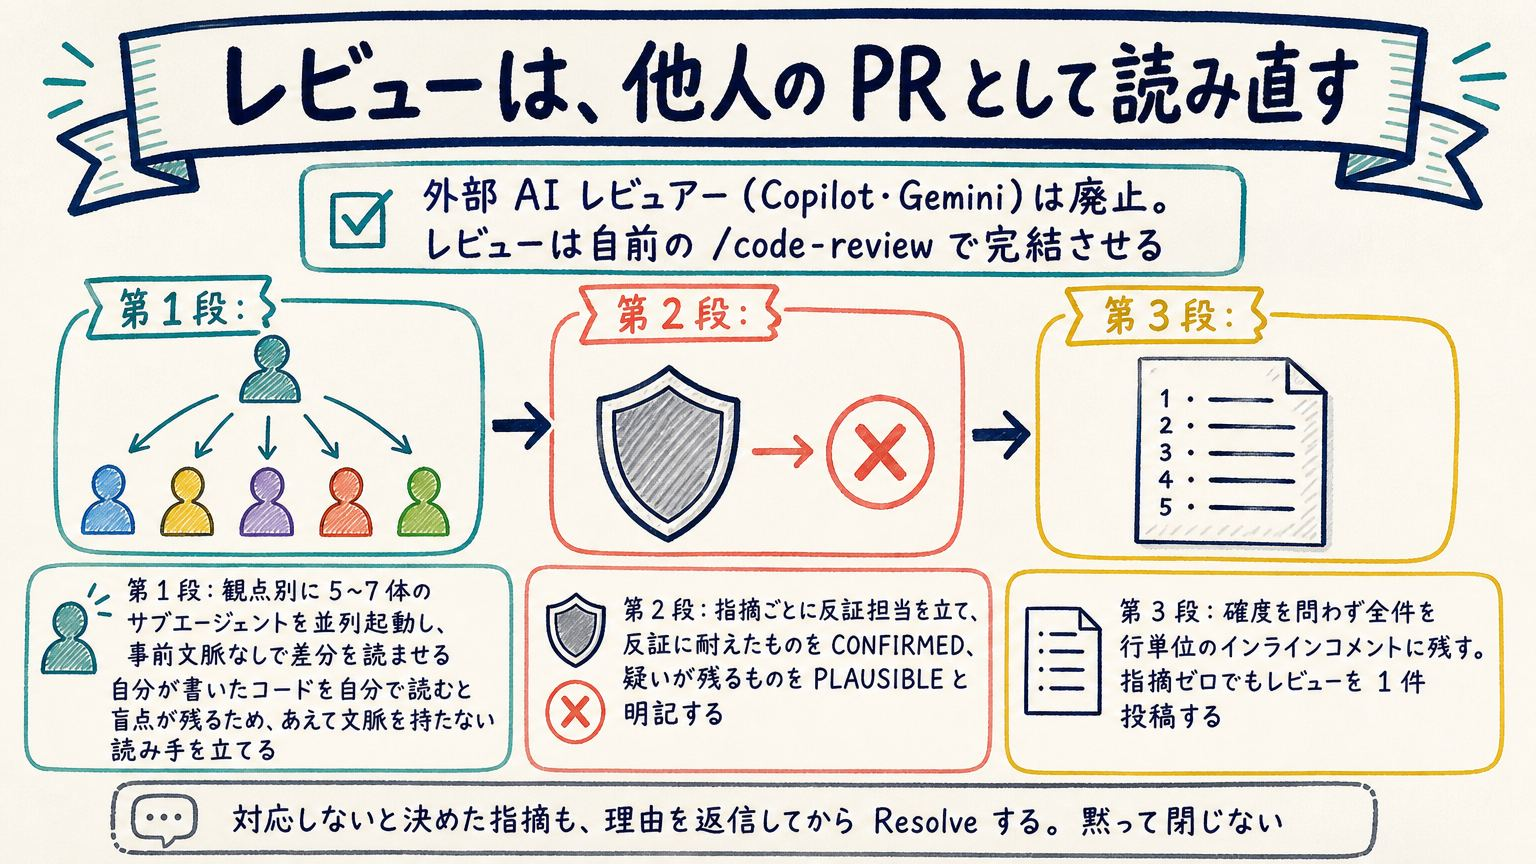 レビューは、他人の PR として読み直す
外部 AI レビュアー (Copilot・Gemini) は廃止。
レビューは自前の /code-review で完結させる
第 1 段:
第 2 段:
第 3 段:
1 ・
2 ・
3 ・
4 ・
5 ・
第 1 段 : 観点別に 5~7 体の
サブエージェントを並列起動し、
事前文脈なしで差分を読ませる
自分が書いたコードを自分で読むと
盲点が残るため、あえて文脈を持たない
読み手を立てる
第 2 段 : 指摘ごとに反証担当を立て、
反証に耐えたものを CONFIRMED、
疑いが残るものを PLAUSIBLE と
明記する
第 3 段 : 確度を問わず全件を
行単位のインラインコメントに残す。
指摘ゼロでもレビューを 1 件
投稿する
対応しないと決めた指摘も、理由を返信してから Resolve する。黙って閉じない